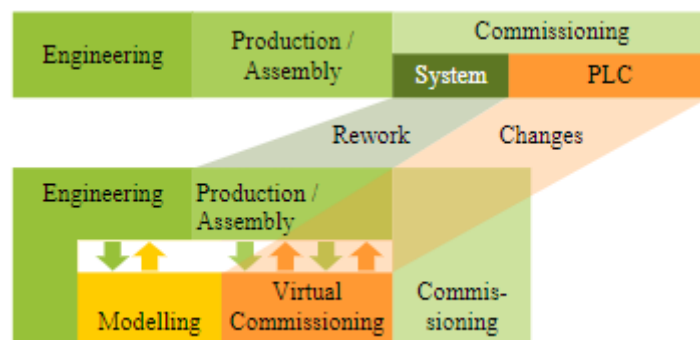 Commissioning
Engineering
Production /
Assembly
System
PLC
Rework
Changes
Engineering
Production /
Assembly
Modelling
Virtual
Commissioning
Commis-
sioning